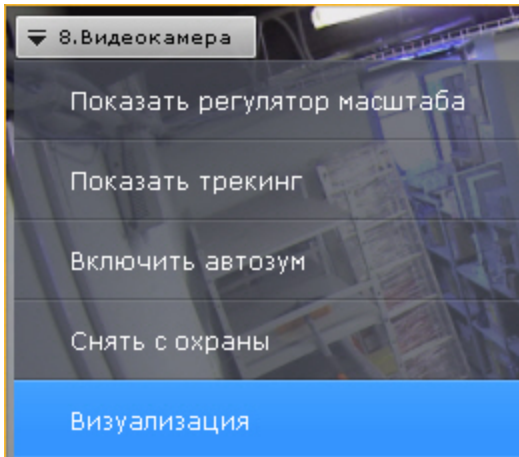 8.Видеокамера
Показать регулятор масштаба
Показать трекинг
Включить автозум
Снять с охраны
Визуализация